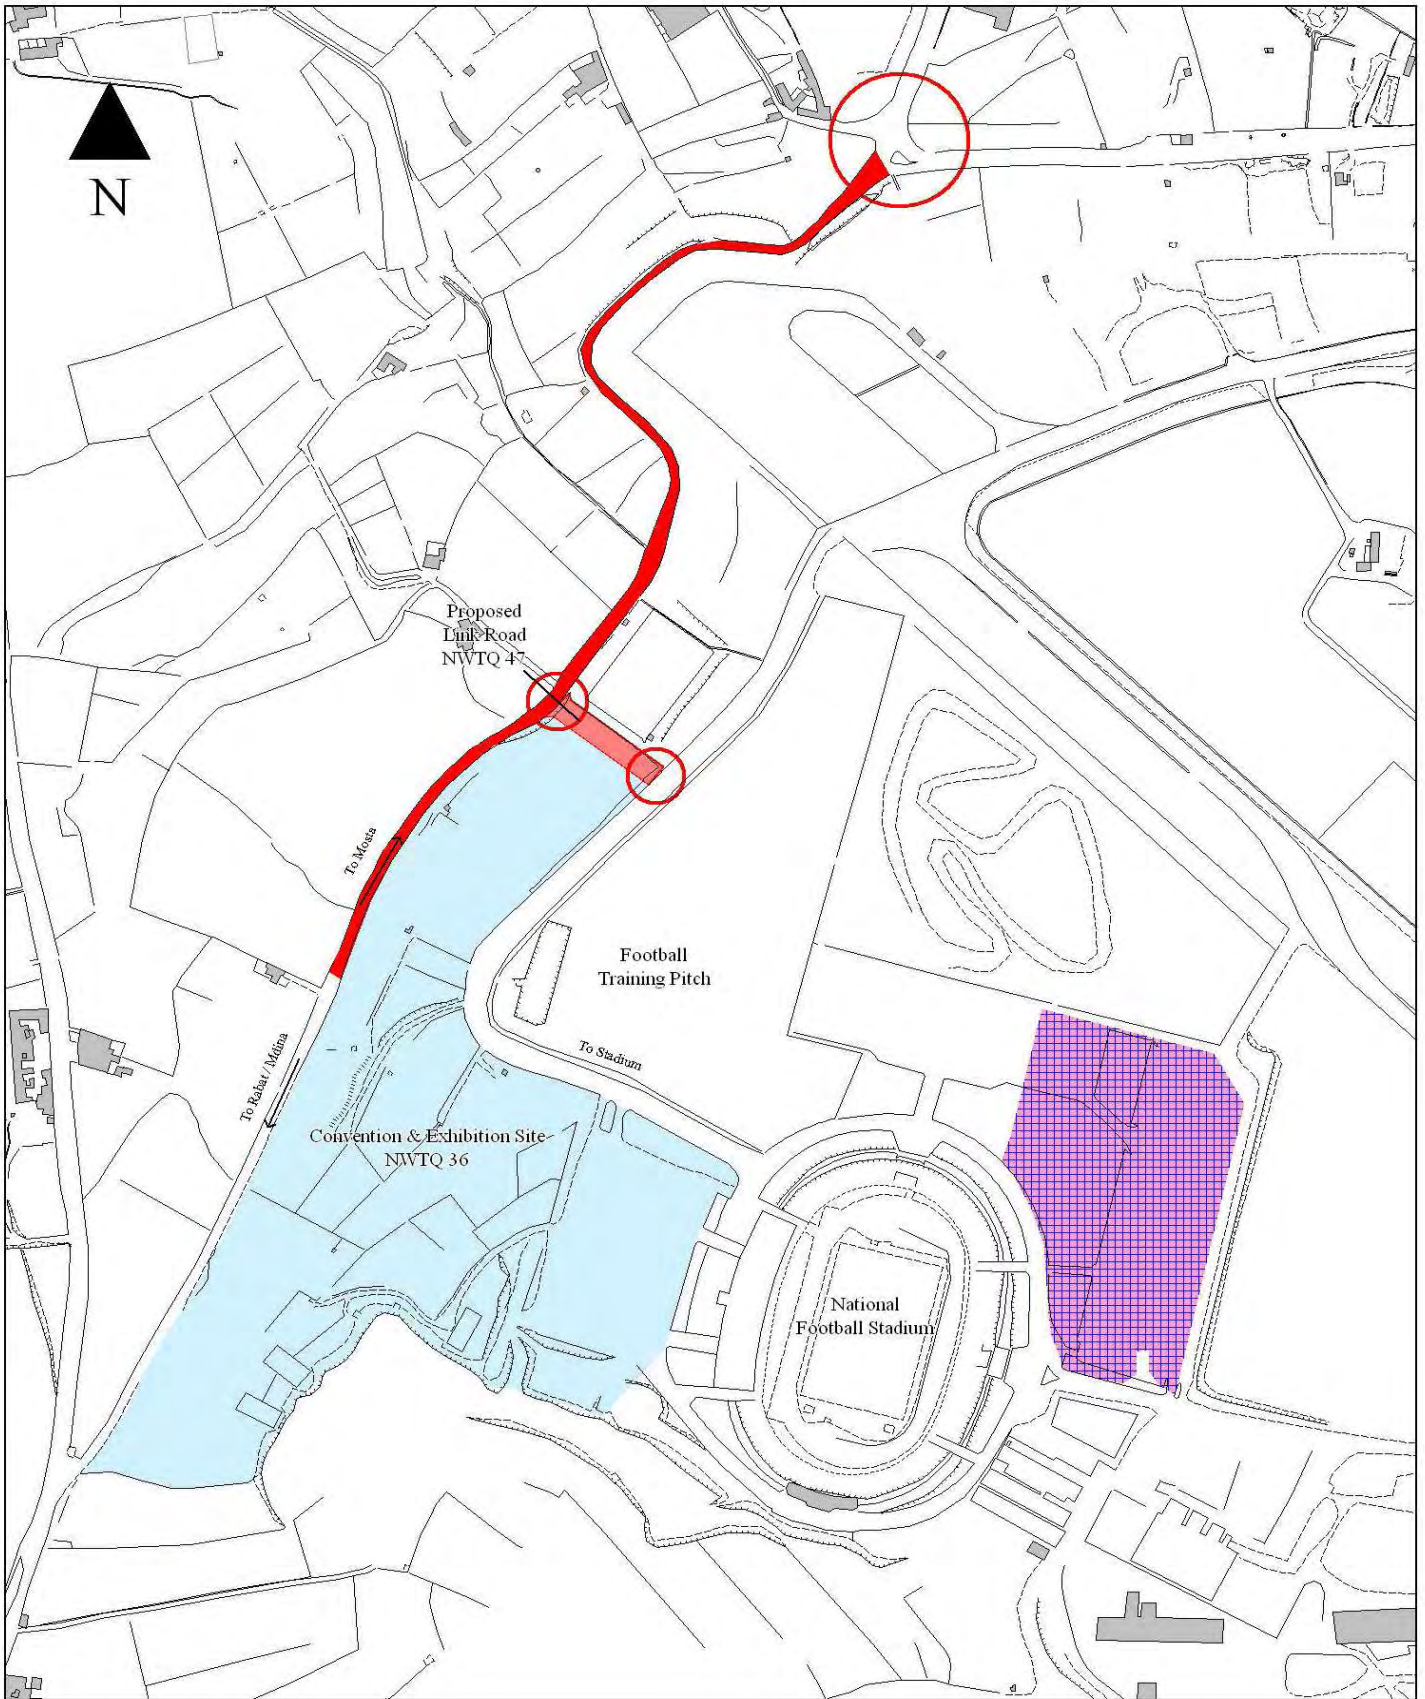 N
Proposed
Link Road
NWTQ 47
To Mosta
Football
Training Pitch
To Stadium
To Rabat / Mdina
Convention & Exhibition Site
NWTQ 36
National
Football Stadium